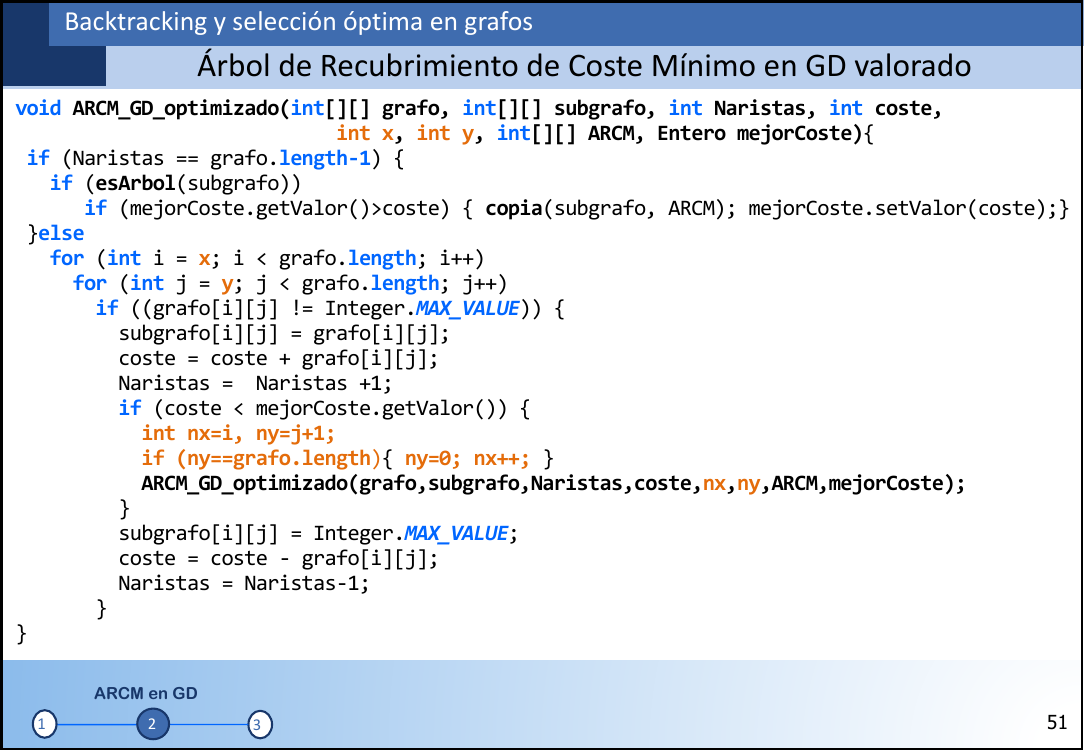 Backtracking y selección óptima en grafos
Árbol de Recubrimiento de Coste Mínimo en GD valorado
void ARCM_GD_optimizado(int[][] grafo, int[][] subgrafo, int Naristas, int coste,
int x, int y, int[][] ARCM, Entero mejorCoste){
if (Naristas == grafo.length-1) {
if (esArbol(subgrafo))
if (mejorCoste.getValor()>coste) { copia(subgrafo, ARCM); mejorCoste.setValor(coste);}
}else
for (int i = x; i < grafo.length; i++)
for (int j = y; j < grafo.length; j++)
if ((grafo[i][j] != Integer.MAX_VALUE)) {
subgrafo[i][j] = grafo[i][j];
coste = coste + grafo[i][j];
Naristas =  Naristas +1;
if (coste < mejorCoste.getValor()) {
int nx=i, ny=j+1;
if (ny==grafo.length){ ny=0; nx++; }
ARCM_GD_optimizado(grafo,subgrafo,Naristas,coste,nx,ny,ARCM,mejorCoste);
}
subgrafo[i][j] = Integer.MAX_VALUE;
coste = coste - grafo[i][j];
Naristas = Naristas-1;
}
}
ARCM en GD
1 2 3
51